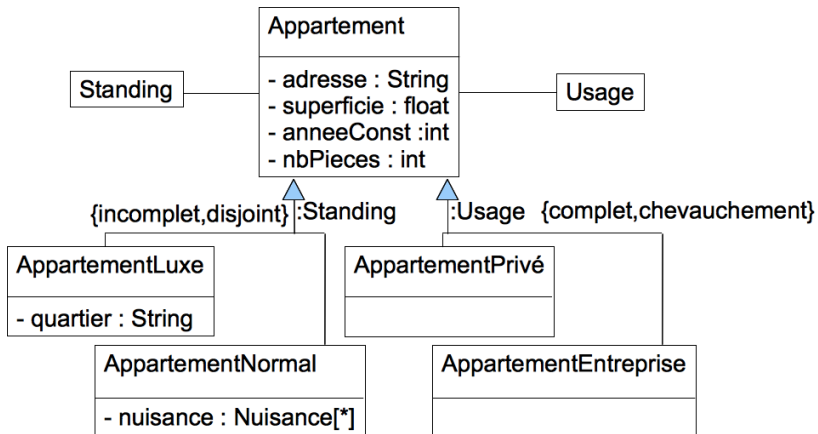 Appartement
- adresse : String
- superficie : float
- anneeConst :int
- nbPieces : int
Standing
Usage
{incomplet,disjoint}
:Standing
:Usage
{complet,chevauchement}
AppartementLuxe
- quartier : String
AppartementPrivé
AppartementNormal
- nuisance : Nuisance[*]
AppartementEntreprise